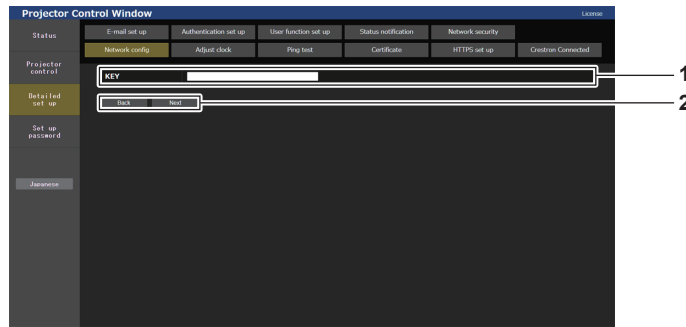 Projector Control Window
License
Status
E-mail set up
Authentication set up
User function set up
Status notification
Network security
Network config
Adjust clock
Ping test
Certificate
HTTPS set up
Crestron Connected
Projector
control
KEY
1
Detailed
set up
Back
Next
2
Set up
password
Japanese